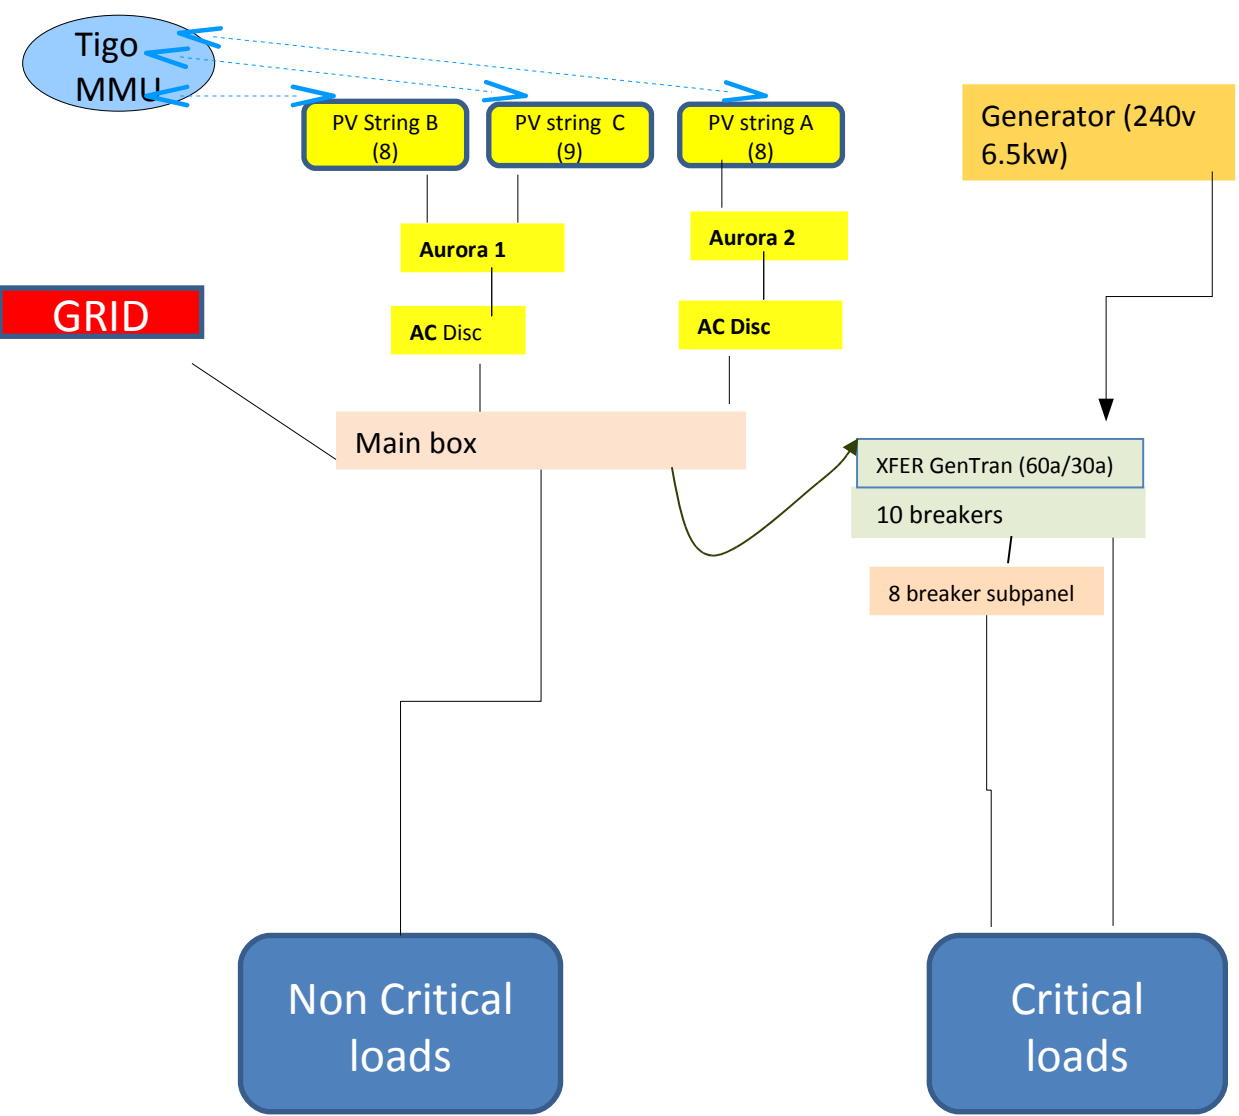 Tigo
MMU
PV String B
(8)
PV string  C
(9)
PV string A
(8)
Generator (240v
6.5kw)
Aurora 1
Aurora 2
GRID
AC Disc
AC Disc
Main box
XFER GenTran (60a/30a)
10 breakers
8 breaker subpanel
Non Critical
loads
Critical
loads